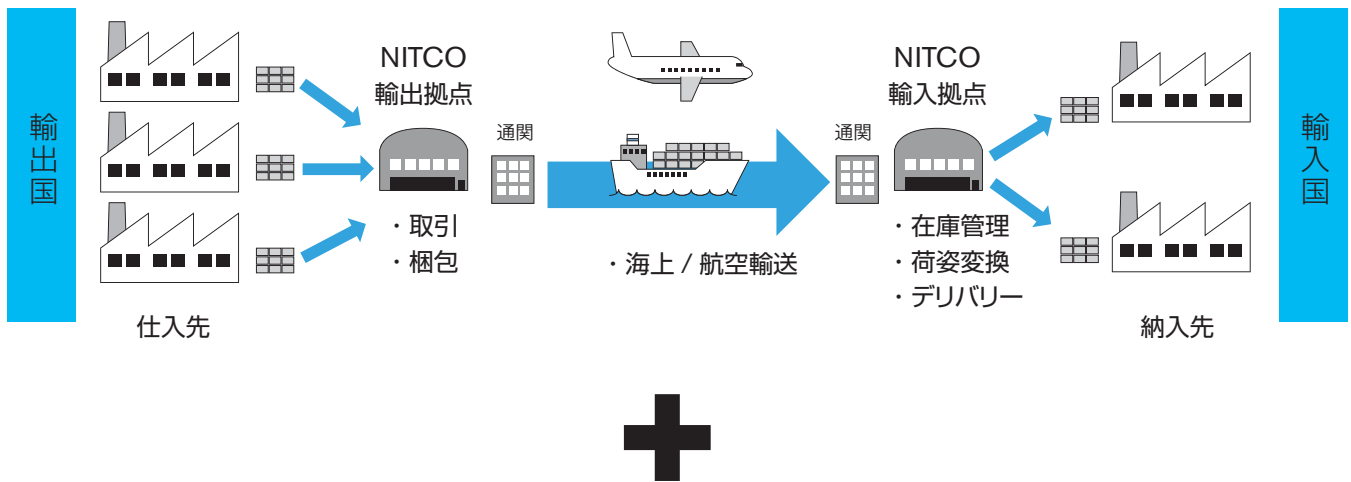 輸出国
仕入先
NITCO
輸出拠点
・取引
・梱包
通関
・海上 / 航空輸送
通関
NITCO
輸入拠点
・在庫管理
・荷姿変換
・デリバリー
納入先
輸入国